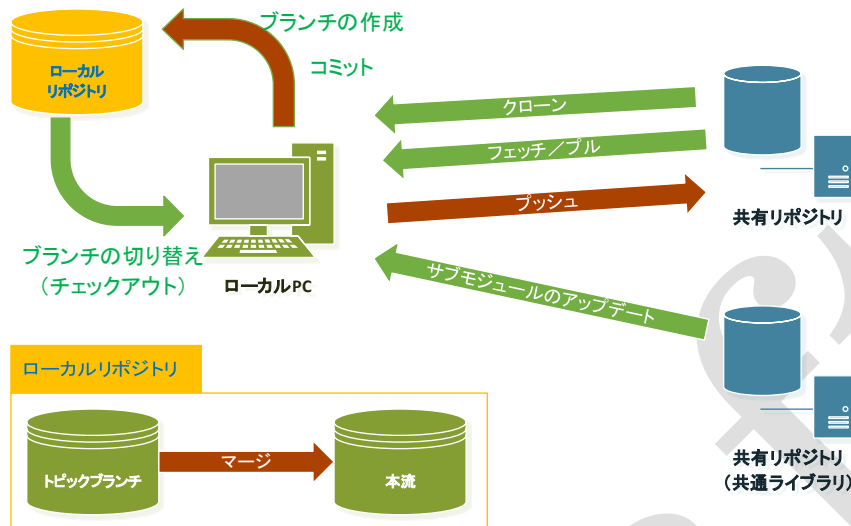 ブランチの作成
コミット
ローカル
リポジトリ
クローン
フェッチ／プル
プッシュ
共有リポジトリ
ブランチの切り替え
（チェックアウト）
ローカルPC
サブモジュールのアップデート
ローカルリポジトリ
トピックブランチ
マージ
本流
共有リポジトリ
（共通ライブラリ）